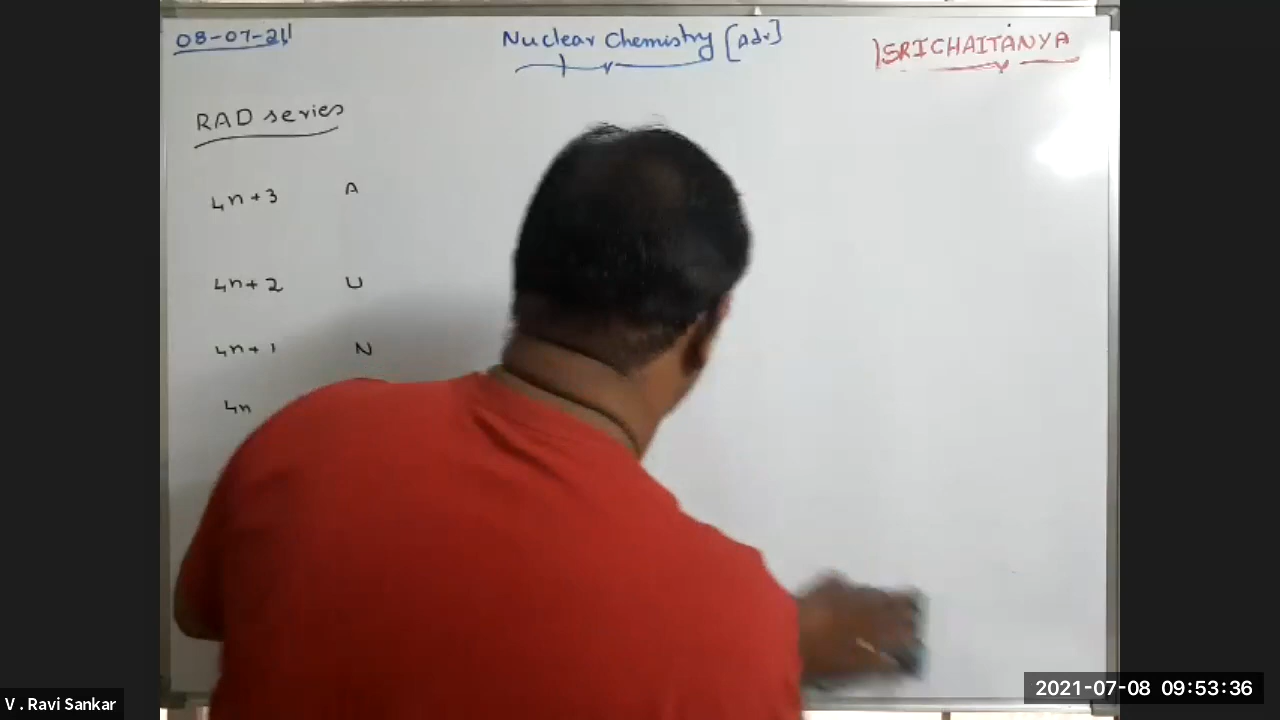 08-07-21
Nuclear Chemistry [Adv]
SRICHAITANYA
RAD series
4n+3 A
4n+2 U
4n+1 N
4n
V . Ravi Sankar
2021-07-08 09:53:36